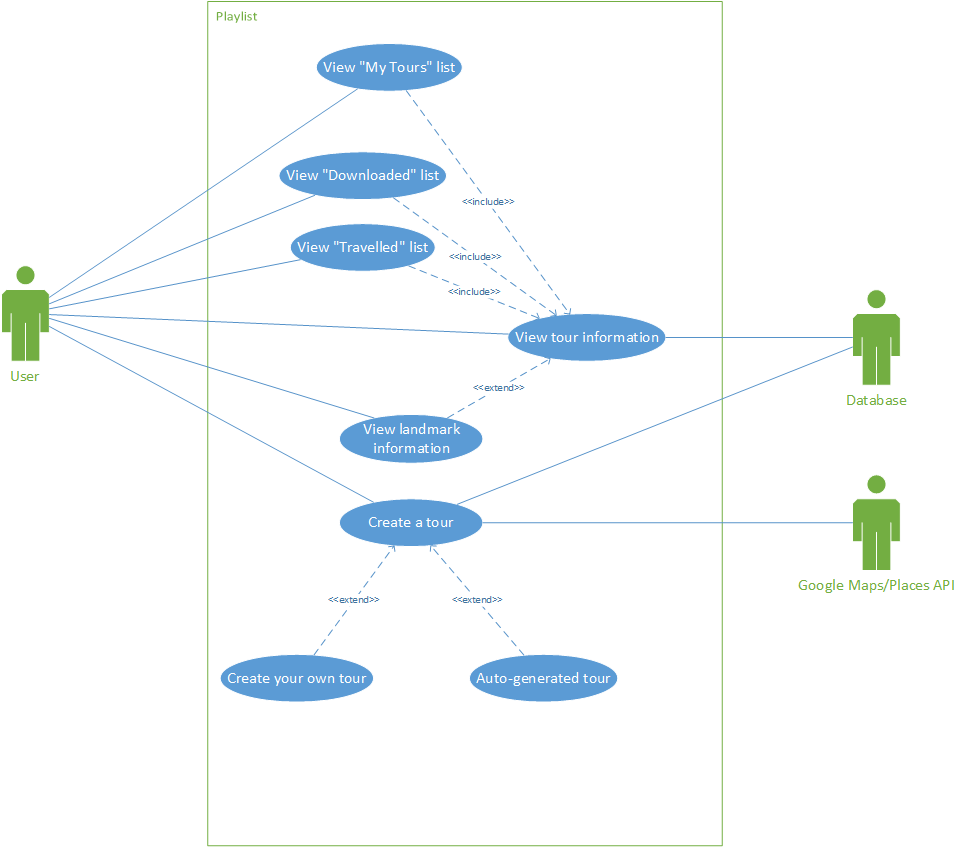 Playlist
View "My Tours" list
View "Downloaded" list
<<include>>
View "Travelled" list
<<include>>
<<include>>
View tour information
User
<<extend>>
Database
View landmark
information
Create a tour
Google Maps/Places API
<<extend>>
<<extend>>
Create your own tour
Auto-generated tour